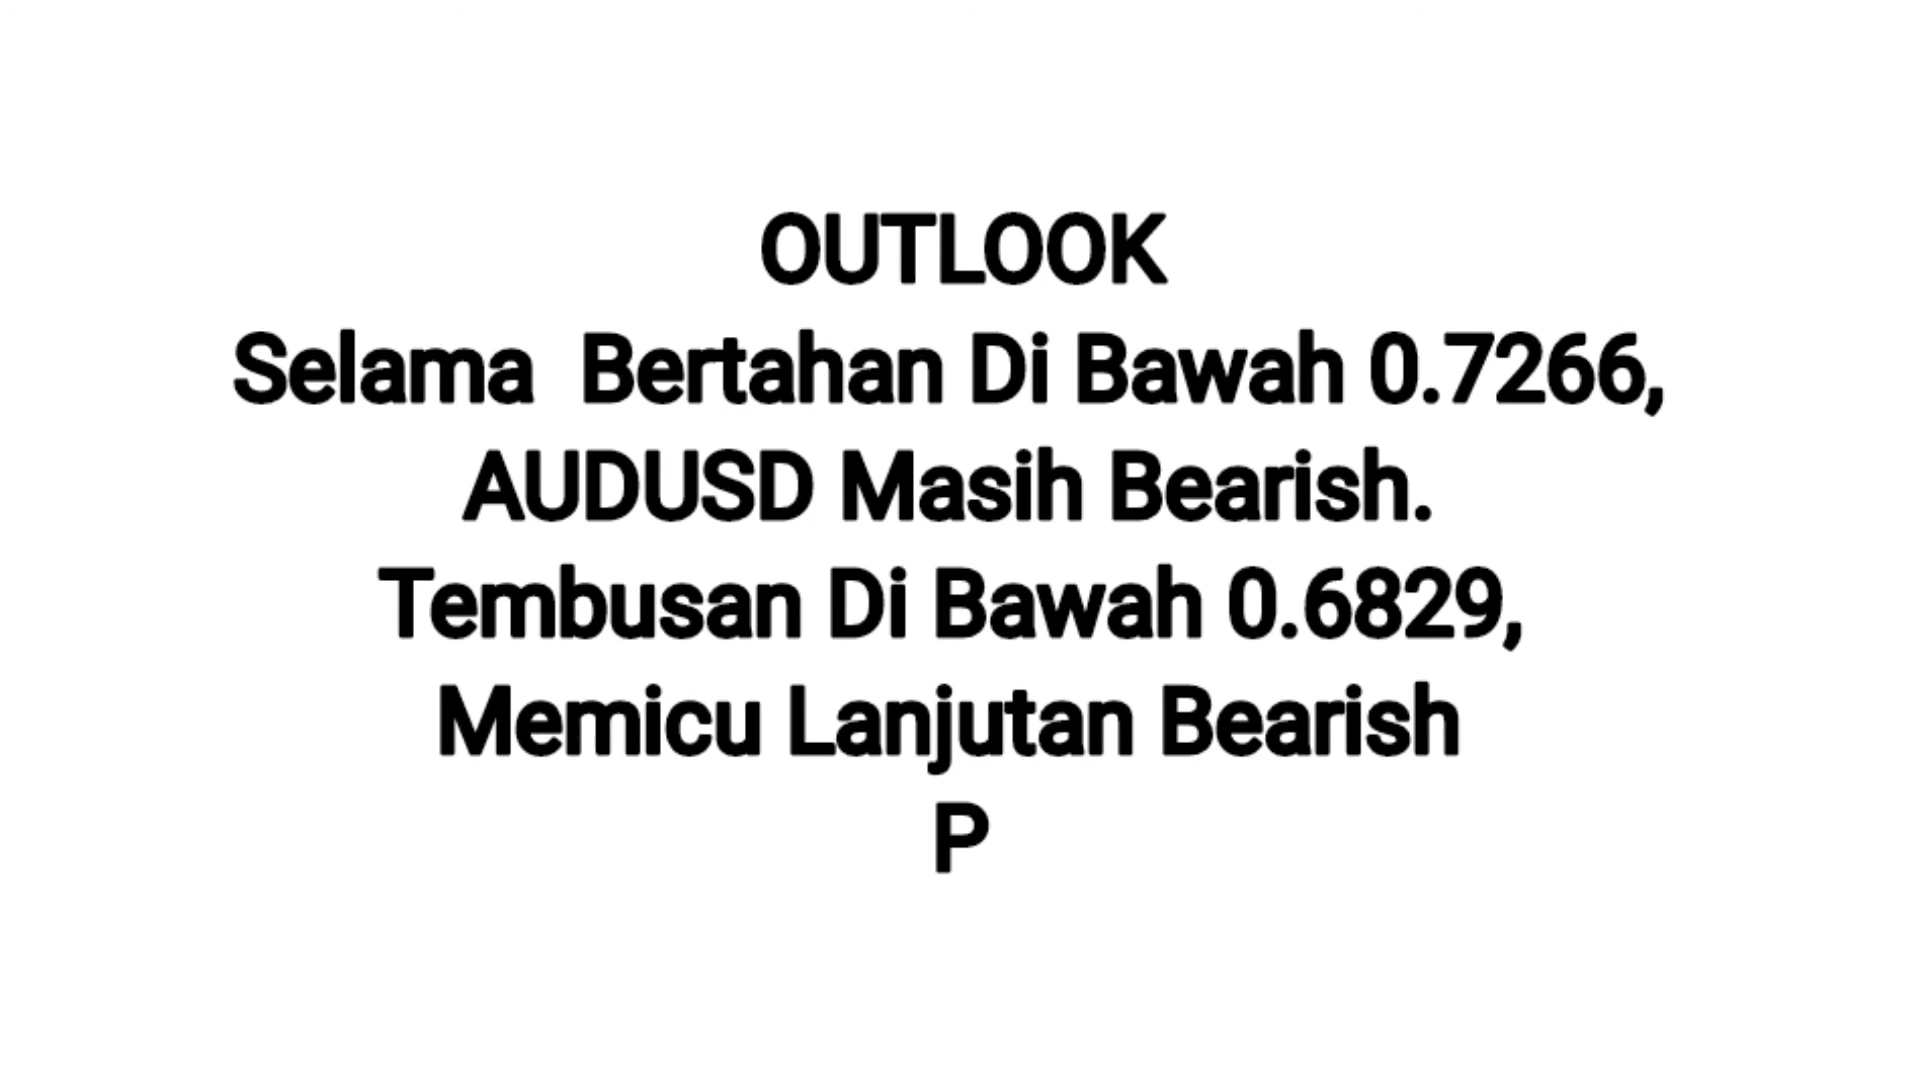 OUTLOOK
Selama  Bertahan Di Bawah 0.7266,
AUDUSD Masih Bearish.
Tembusan Di Bawah 0.6829,
Memicu Lanjutan Bearish
P